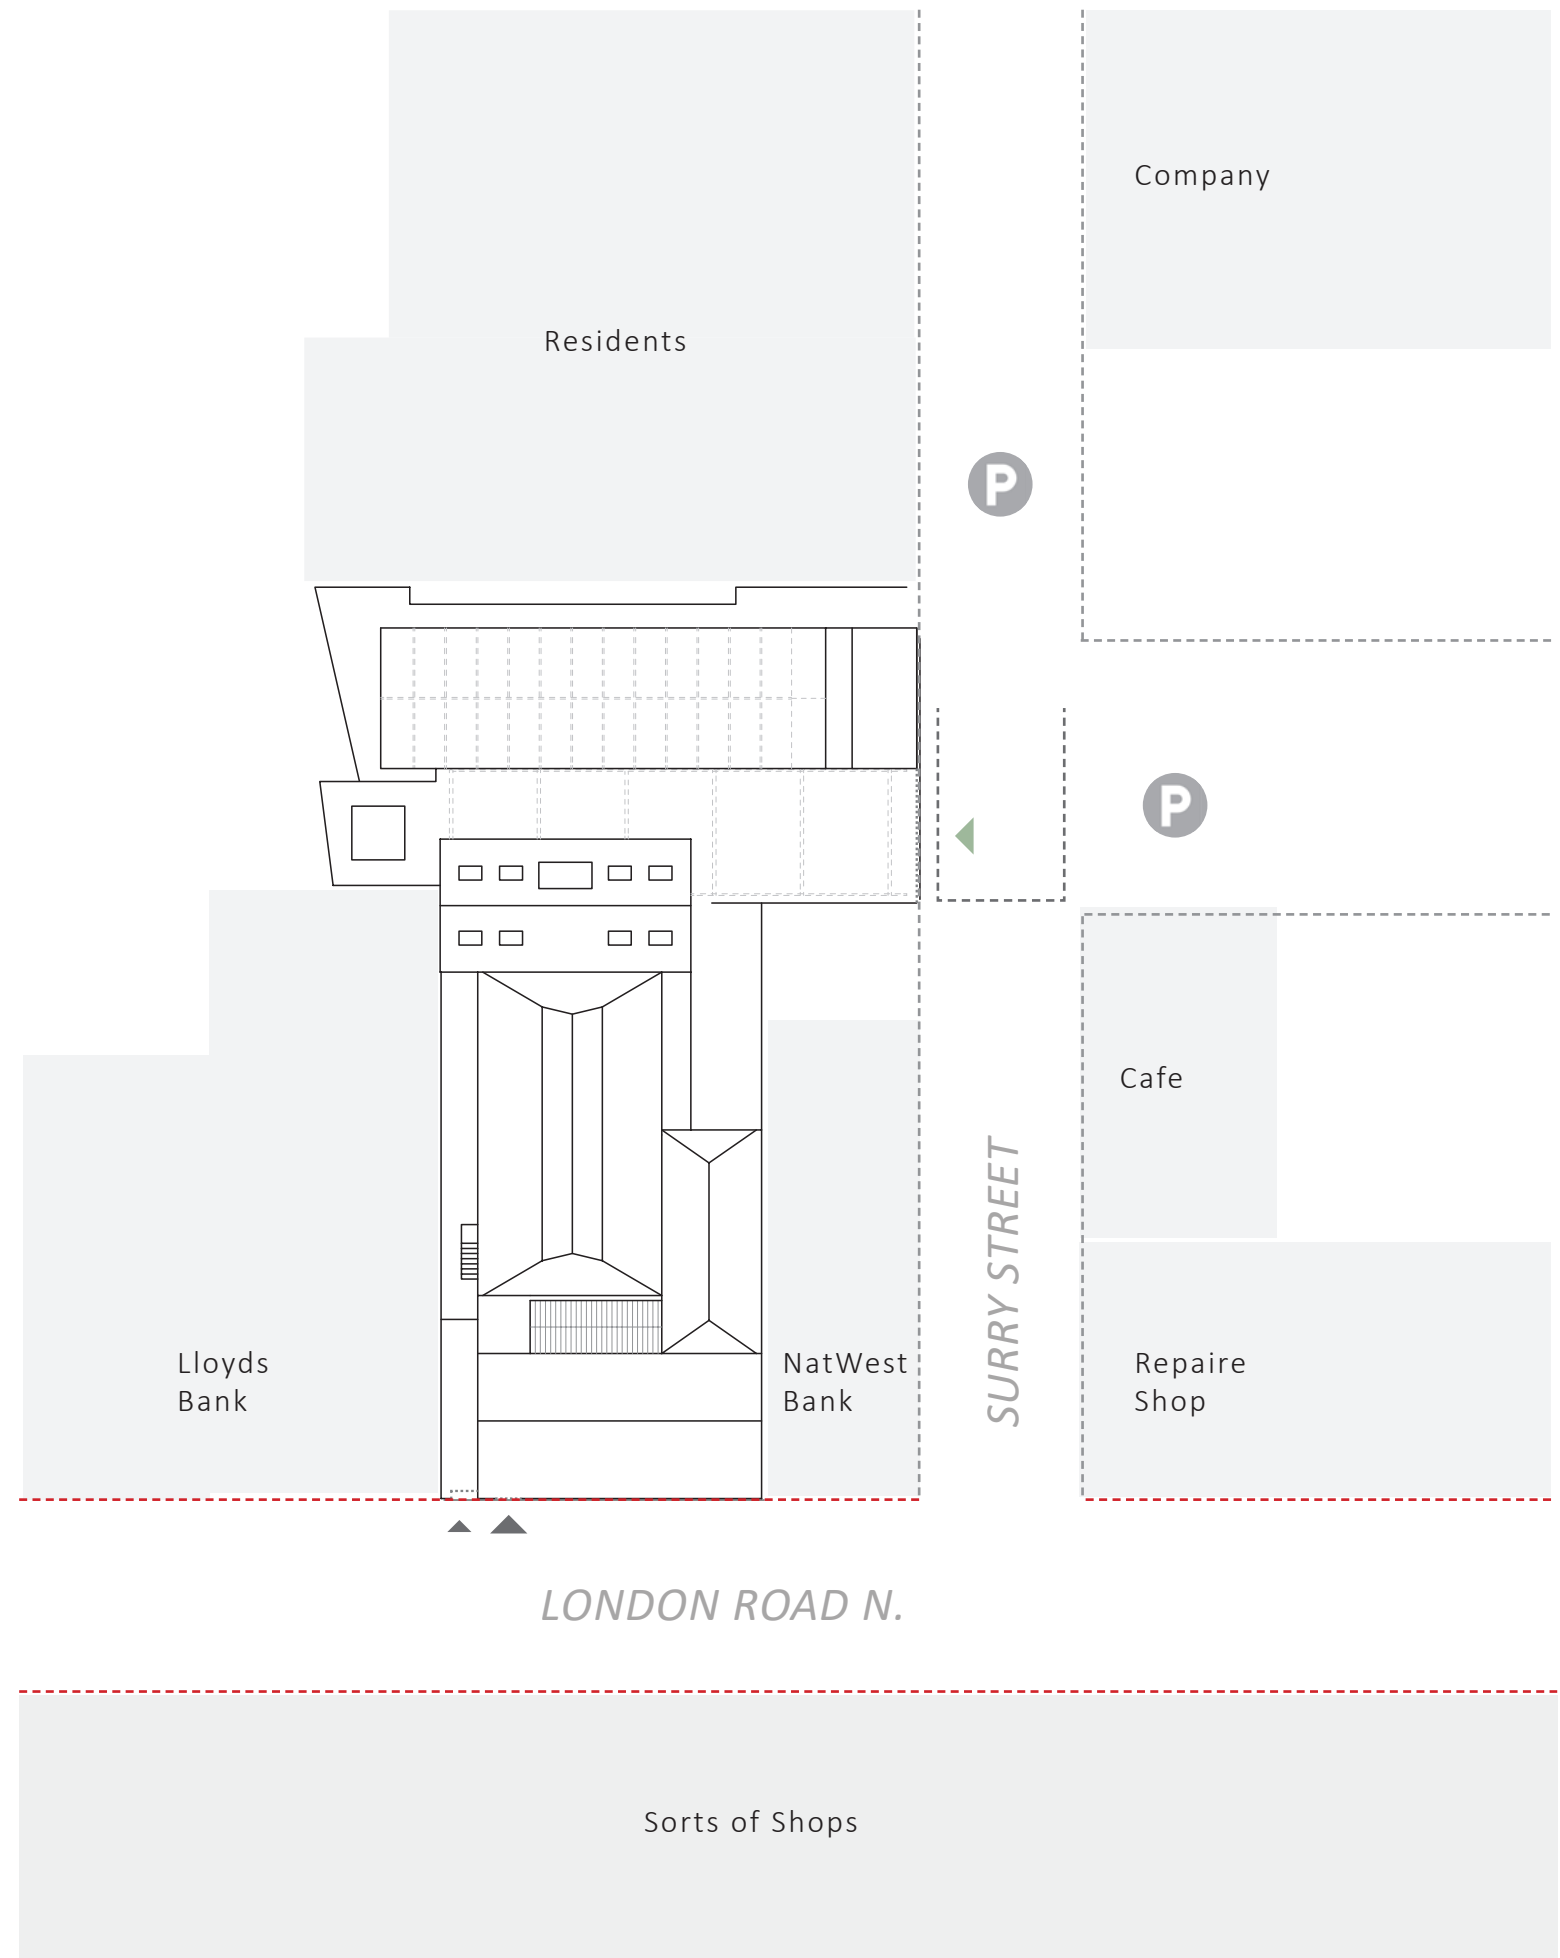 Company
Residents
P
P
Cafe
SURRY STREET
Lloyds
Bank
NatWest
Bank
Repaire
Shop
LONDON ROAD N.
Sorts of Shops